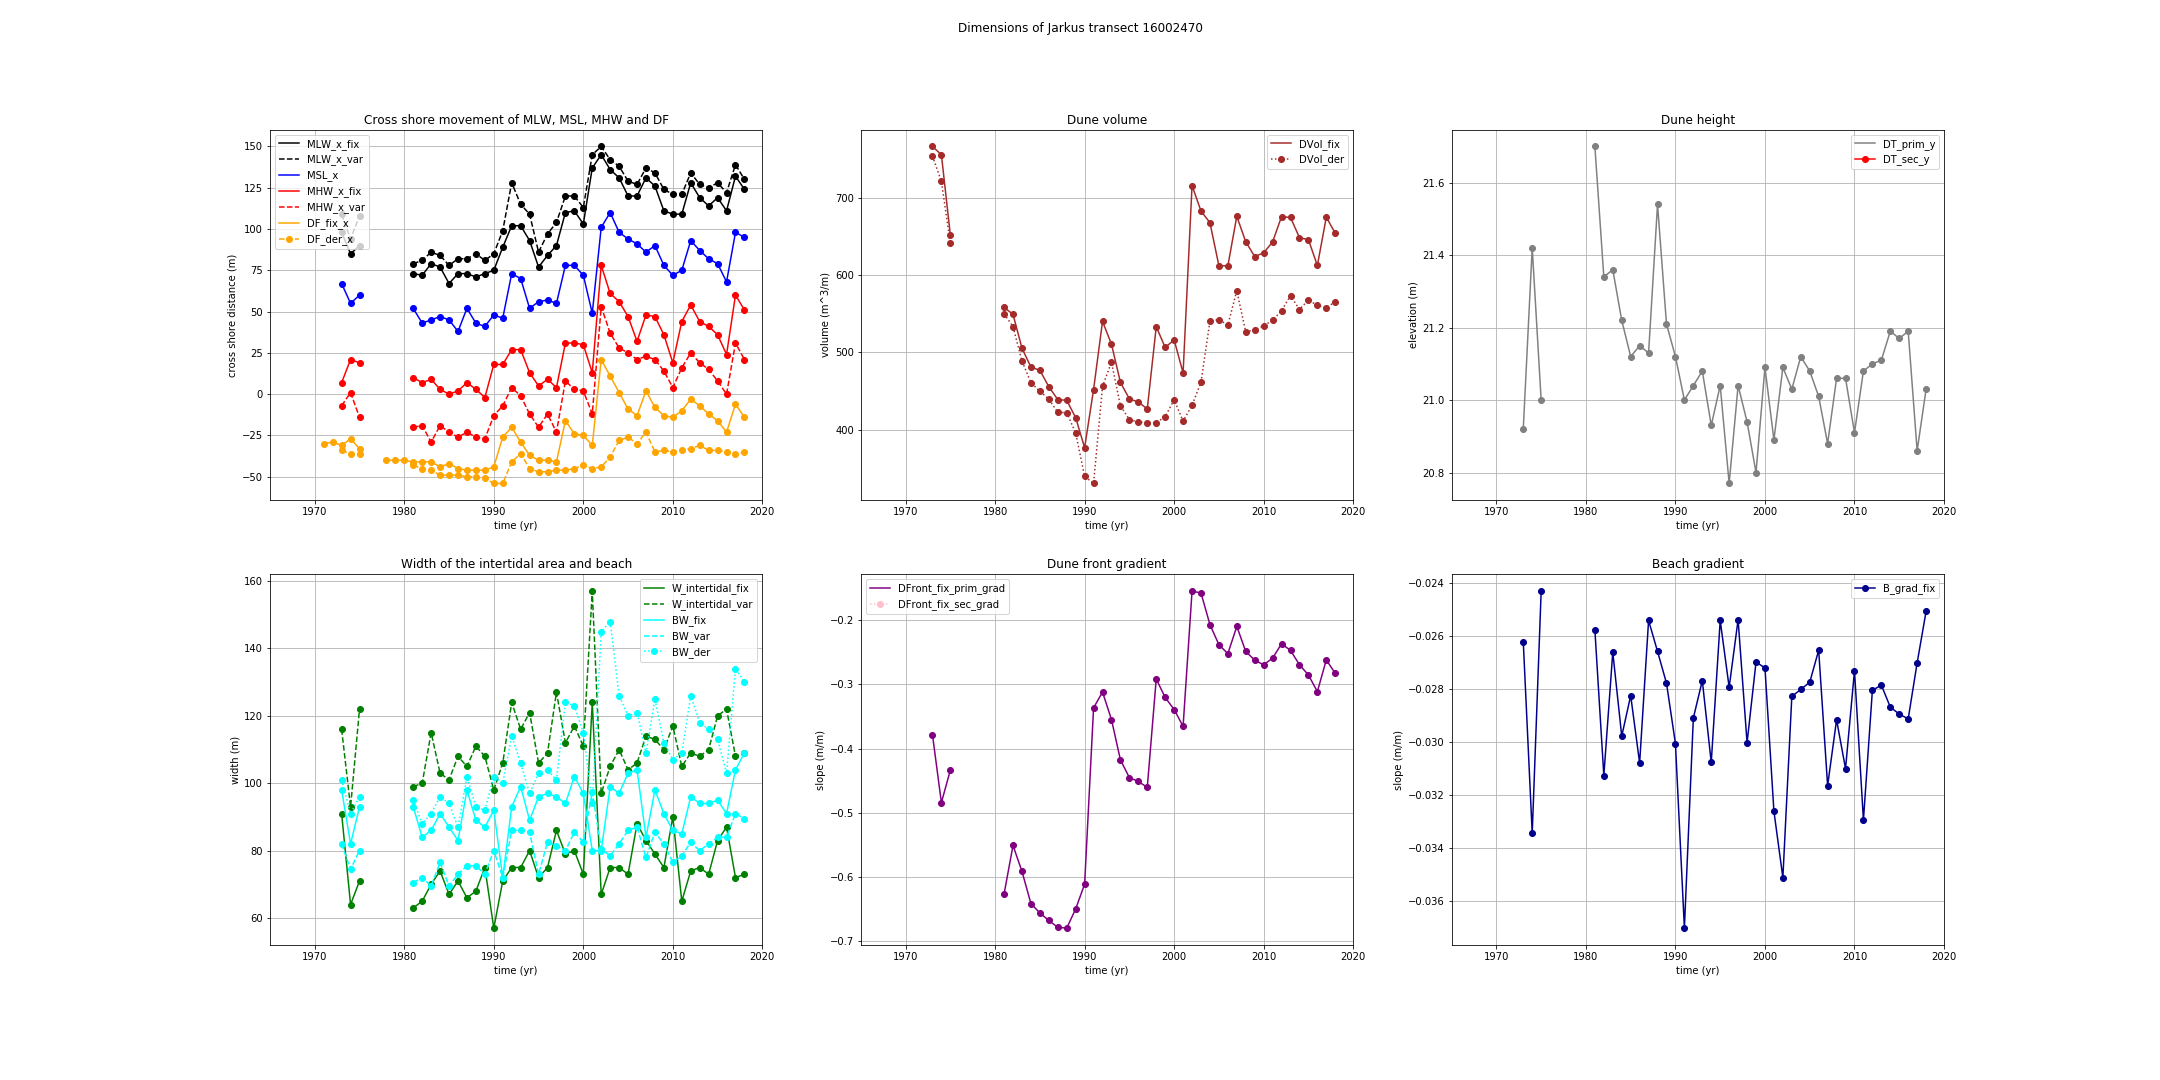 Dimensions of Jarkus transect 16002470
Cross shore movement of MLW, MSL, MHW and DF
cross shore distance (m)
150
125
100
75
50
25
0
−25
−50
MLW_x_fix
MLW_x_var
MSL_x
MHW_x_fix
MHW_x_var
DF_fix_x
DF_der_x
1970 1980 1990 2000 2010 2020
time (yr)
Dune volume
volume (m^3/m)
700
600
500
400
DVol_fix
DVol_der
1970 1980 1990 2000 2010 2020
time (yr)
Dune height
elevation (m)
21.6
21.4
21.2
21.0
20.8
DT_prim_y
DT_sec_y
1970 1980 1990 2000 2010 2020
time (yr)
Width of the intertidal area and beach
width (m)
160
140
120
100
80
60
W_intertidal_fix
W_intertidal_var
BW_fix
BW_var
BW_der
1970 1980 1990 2000 2010 2020
time (yr)
Dune front gradient
slope (m/m)
−0.2
−0.3
−0.4
−0.5
−0.6
−0.7
DFront_fix_prim_grad
DFront_fix_sec_grad
1970 1980 1990 2000 2010 2020
time (yr)
Beach gradient
slope (m/m)
−0.024
−0.026
−0.028
−0.030
−0.032
−0.034
−0.036
B_grad_fix
1970 1980 1990 2000 2010 2020
time (yr)